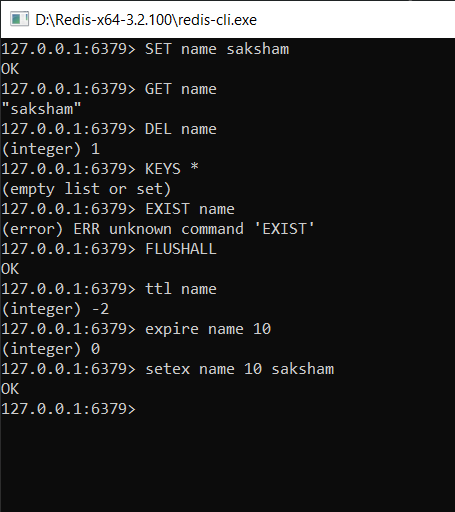 D:\Redis-x64-3.2.100\redis-cli.exe
127.0.0.1:6379> SET name saksham
OK
127.0.0.1:6379> GET name
"saksham"
127.0.0.1:6379> DEL name
(integer) 1
127.0.0.1:6379> KEYS *
(empty list or set)
127.0.0.1:6379> EXIST name
(error) ERR unknown command 'EXIST'
127.0.0.1:6379> FLUSHALL
OK
127.0.0.1:6379> ttl name
(integer) -2
127.0.0.1:6379> expire name 10
(integer) 0
127.0.0.1:6379> setex name 10 saksham
OK
127.0.0.1:6379>